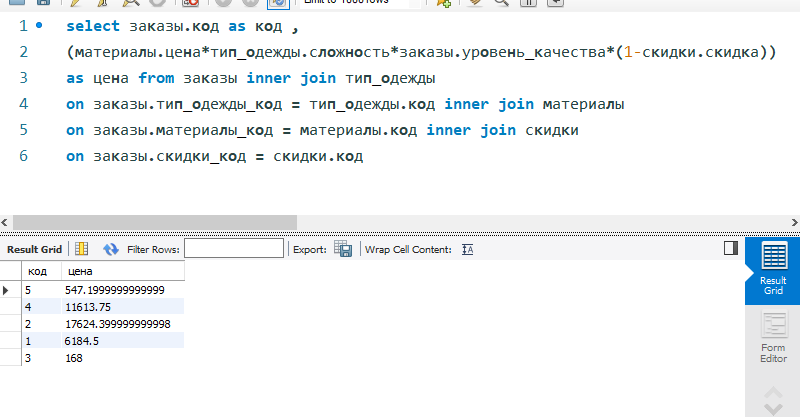 1 select заказы.код as код ,
2 (материалы.цена*тип_одежды.сложность*заказы.уровень_качества*(1-скидки.скидка))
3 as цена from заказы inner join тип_одежды
4 on заказы.тип_одежды_код = тип_одежды.код inner join материалы
5 on заказы.материалы_код = материалы.код inner join скидки
6 on заказы.скидки_код = скидки.код
Result Grid Filter Rows: Export: Wrap Cell Content:
код цена
5 547.1999999999999
4 11613.75
2 17624.399999999998
1 6184.5
3 168
Result
Grid
Form
Editor